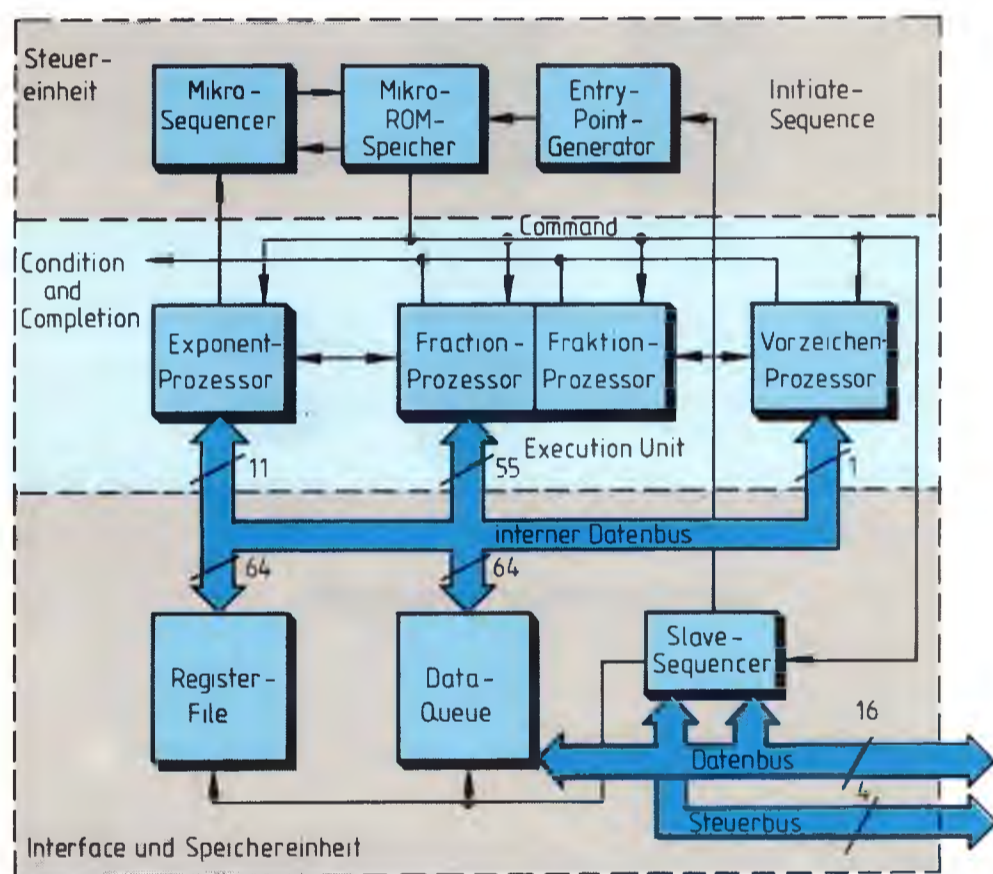 Steuer-
einheit
Mikro-
Sequencer
Mikro-
ROM-
Speicher
Entry-
Point-
Generator
Initiate-
Sequence
Command
Condition
and
Completion
Exponent-
Prozessor
Fraction-
Prozessor
Fraktion-
Prozessor
Vorzeichen-
Prozessor
Execution Unit
11
55
1
interner Datenbus
64
64
Register-
File
Data-
Queue
Slave-
Sequencer
16
Datenbus
4
Steuerbus
Interface und Speichereinheit